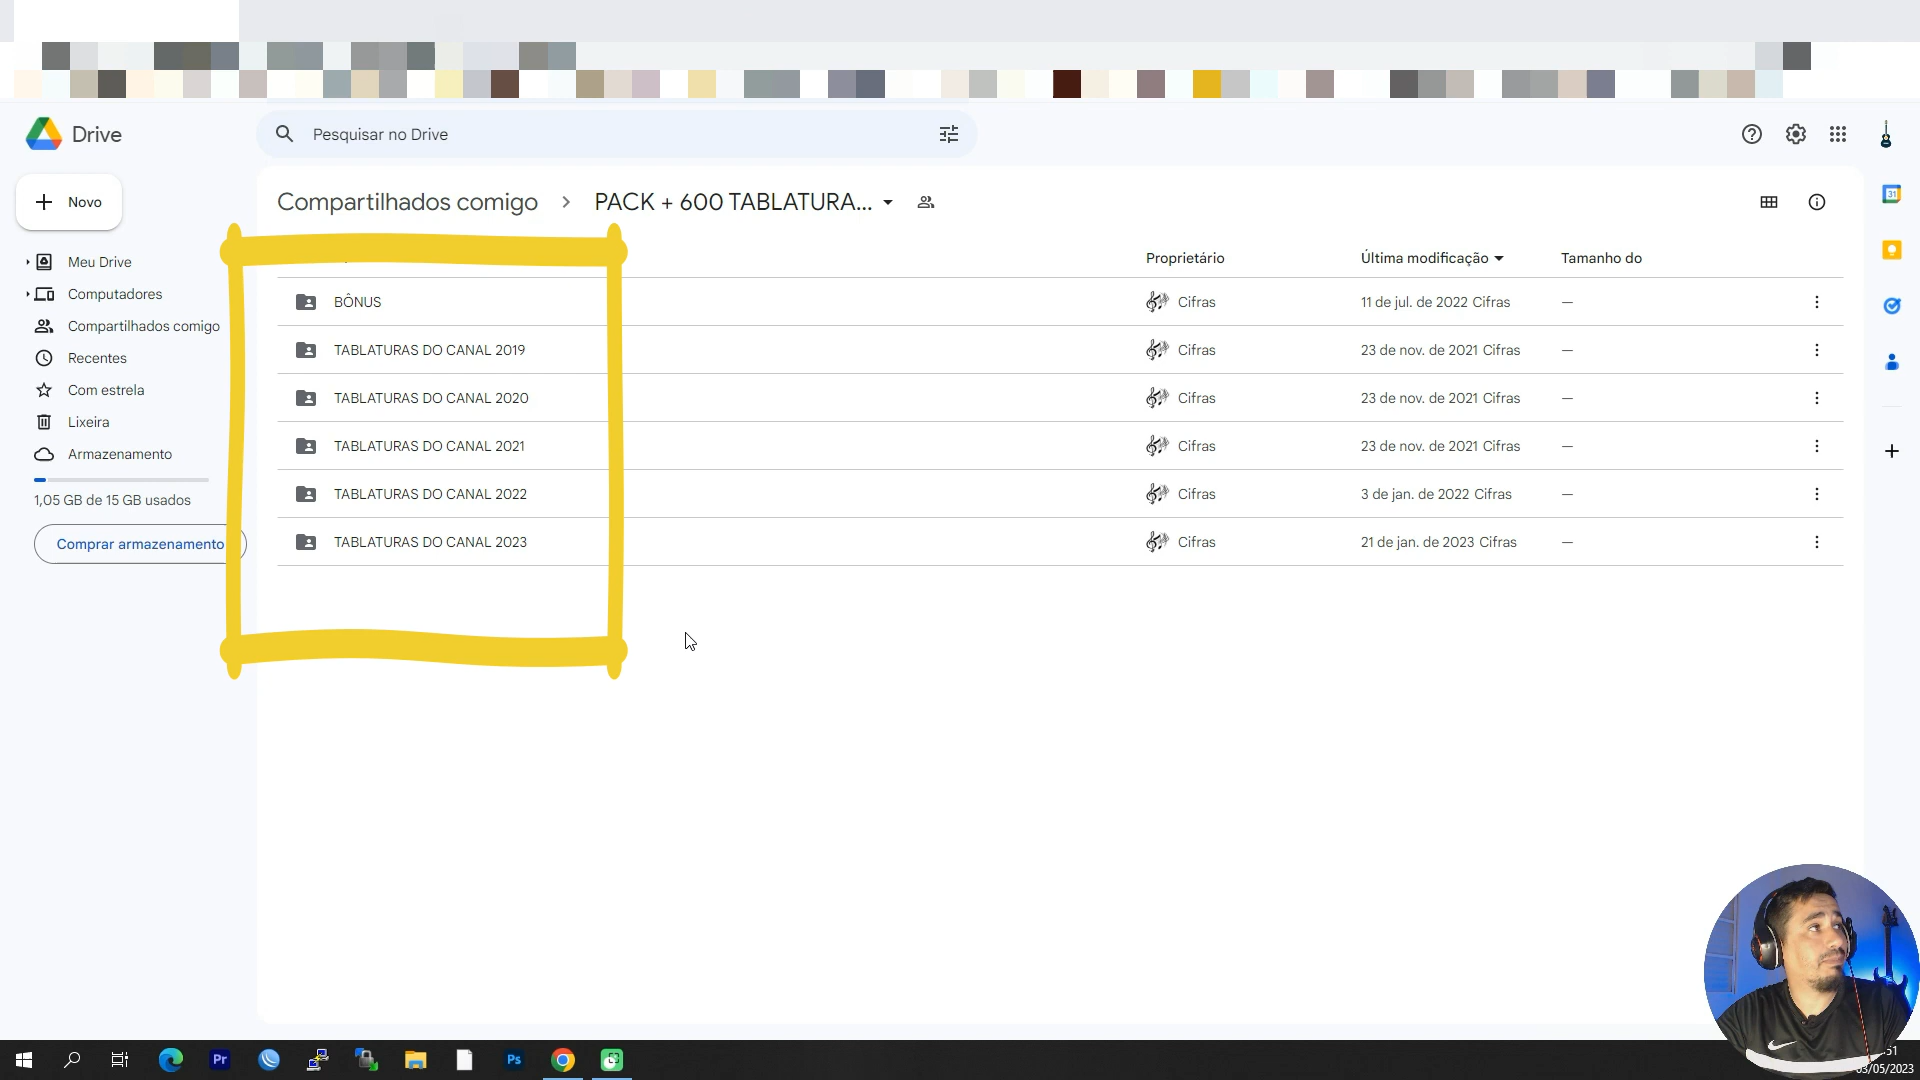 Drive
Pesquisar no Drive
Novo
Compartilhados comigo > PACK + 600 TABLATURA...
Meu Drive
Computadores
Compartilhados comigo
Recentes
Com estrela
Lixeira
Armazenamento
1,05 GB de 15 GB usados
Comprar armazenamento
Proprietário Última modificação Tamanho do
BÔNUS Cifras 11 de jul. de 2022 Cifras —
TABLATURAS DO CANAL 2019 Cifras 23 de nov. de 2021 Cifras —
TABLATURAS DO CANAL 2020 Cifras 23 de nov. de 2021 Cifras —
TABLATURAS DO CANAL 2021 Cifras 23 de nov. de 2021 Cifras —
TABLATURAS DO CANAL 2022 Cifras 3 de jan. de 2022 Cifras —
TABLATURAS DO CANAL 2023 Cifras 21 de jan. de 2023 Cifras —
31
Pr
Ps
51
03/05/2023